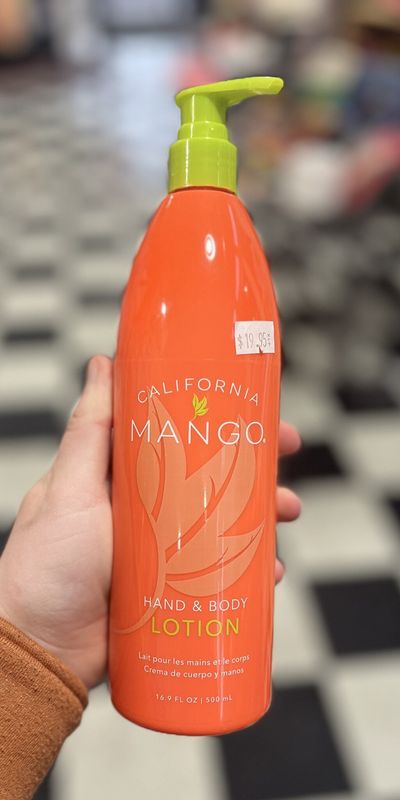 $19.95
CALIFORNIA
MANGO®
HAND & BODY
LOTION
Lait pour les mains et le corps
Crema de cuerpo y manos
16.9 FL OZ | 500 mL